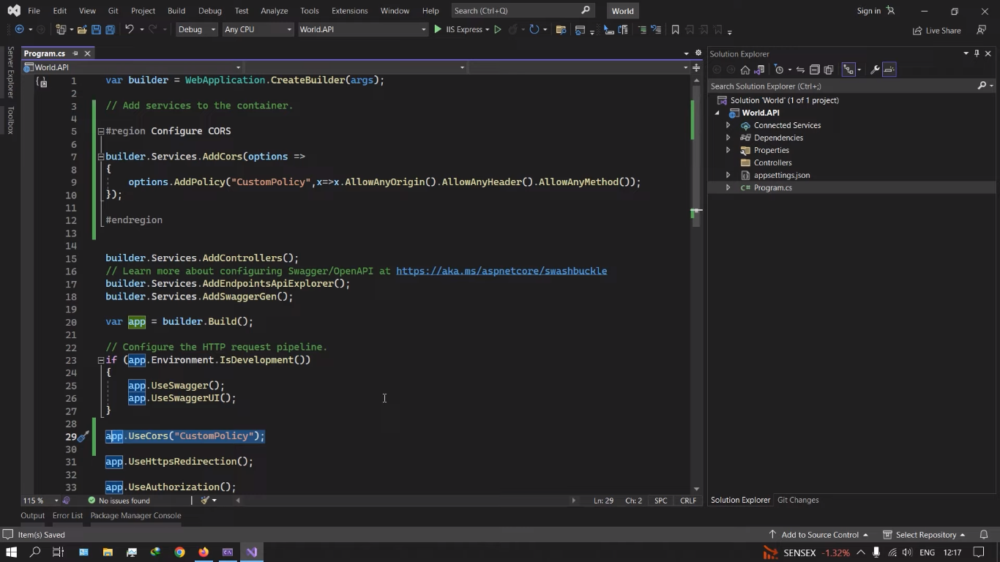 File Edit View Git Project Build Debug Test Analyze Tools Extensions Window Help Search (Ctrl+Q) World Sign in
Debug Any CPU World.API IIS Express Live Share
Server Explorer
Toolbox
Program.cs
World.API
1 var builder = WebApplication.CreateBuilder(args);
2
3 // Add services to the container.
4
5 #region Configure CORS
6
7 builder.Services.AddCors(options =>
8 {
9 options.AddPolicy("CustomPolicy",x=>x.AllowAnyOrigin().AllowAnyHeader().AllowAnyMethod());
10 });
11
12 #endregion
13
14
15 builder.Services.AddControllers();
16 // Learn more about configuring Swagger/OpenAPI at https://aka.ms/aspnetcore/swashbuckle
17 builder.Services.AddEndpointsApiExplorer();
18 builder.Services.AddSwaggerGen();
19
20 var app = builder.Build();
21
22 // Configure the HTTP request pipeline.
23 if (app.Environment.IsDevelopment())
24 {
25 app.UseSwagger();
26 app.UseSwaggerUI();
27 }
28
29 app.UseCors("CustomPolicy");
30
31 app.UseHttpsRedirection();
32
33 app.UseAuthorization();
115 % No issues found Ln: 29 Ch: 2 SPC CRLF
Solution Explorer
Search Solution Explorer (Ctrl+;)
Solution 'World' (1 of 1 project)
World.API
Connected Services
Dependencies
Properties
Controllers
appsettings.json
C# Program.cs
Solution Explorer Git Changes
Output Error List Package Manager Console
Item(s) Saved Add to Source Control Select Repository
SENSEX -1.32% ENG 12:17